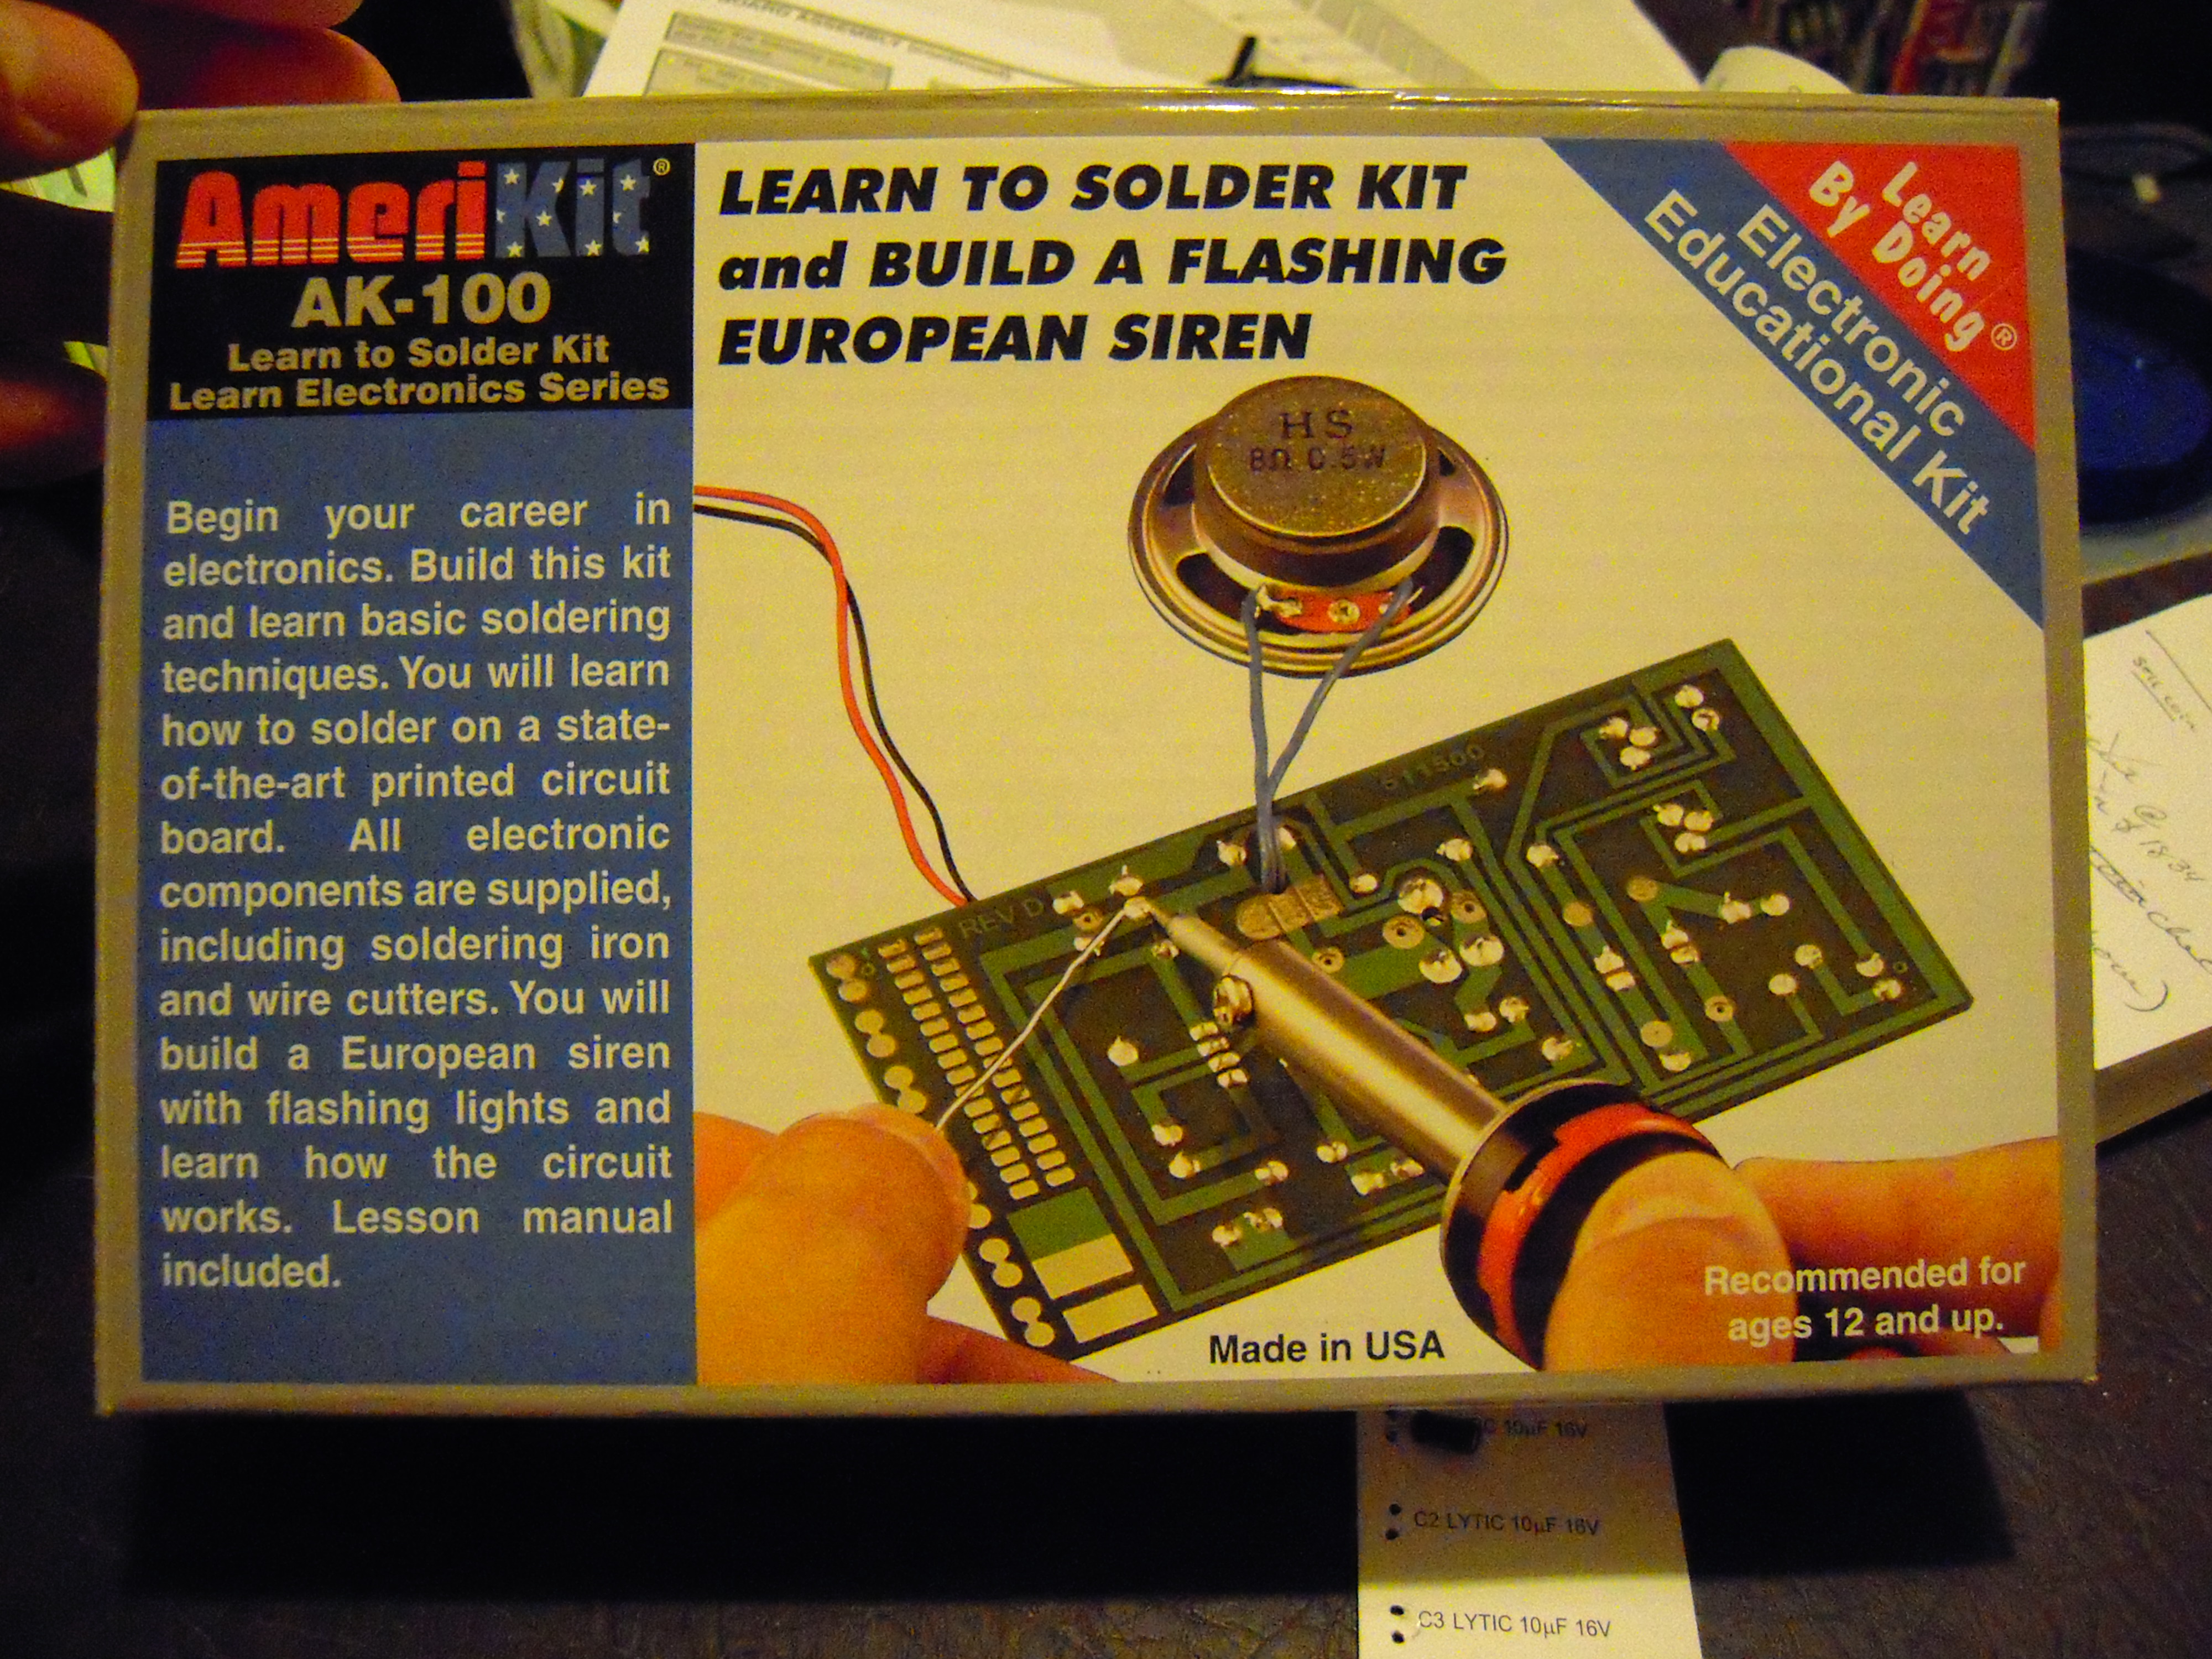 BOARD ASSEMBLY
AmeriKit®
AK-100
Learn to Solder Kit
Learn Electronics Series
Begin your career in
electronics. Build this kit
and learn basic soldering
techniques. You will learn
how to solder on a state-
of-the-art printed circuit
board. All electronic
components are supplied,
including soldering iron
and wire cutters. You will
build a European siren
with flashing lights and
learn how the circuit
works. Lesson manual
included.
LEARN TO SOLDER KIT
and BUILD A FLASHING
EUROPEAN SIREN
Learn
By Doing®
Electronic
Educational Kit
HS
8Ω 0.5W
511500
REV D
Made in USA
Recommended for
ages 12 and up.
10µF 16V
C2 LYTIC 10µF 16V
C3 LYTIC 10µF 16V